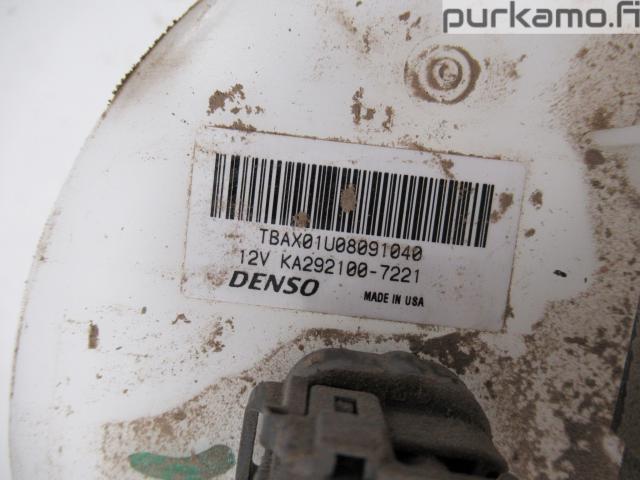 purkamo.fi
TBAX01U08091040
12V KA292100-7221
DENSO MADE IN USA